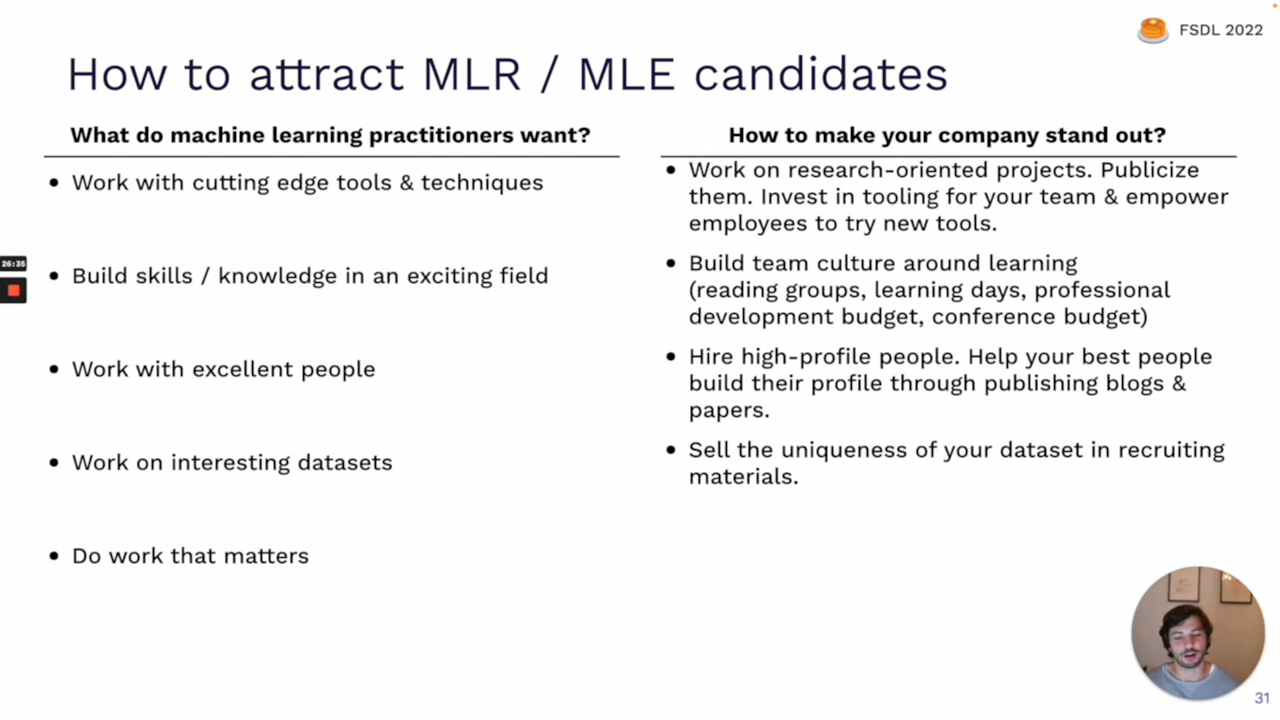 FSDL 2022
How to attract MLR / MLE candidates
What do machine learning practitioners want?
• Work with cutting edge tools & techniques
• Build skills / knowledge in an exciting field
• Work with excellent people
• Work on interesting datasets
• Do work that matters
How to make your company stand out?
• Work on research-oriented projects. Publicize
them. Invest in tooling for your team & empower
employees to try new tools.
• Build team culture around learning
(reading groups, learning days, professional
development budget, conference budget)
• Hire high-profile people. Help your best people
build their profile through publishing blogs &
papers.
• Sell the uniqueness of your dataset in recruiting
materials.
26:35
31